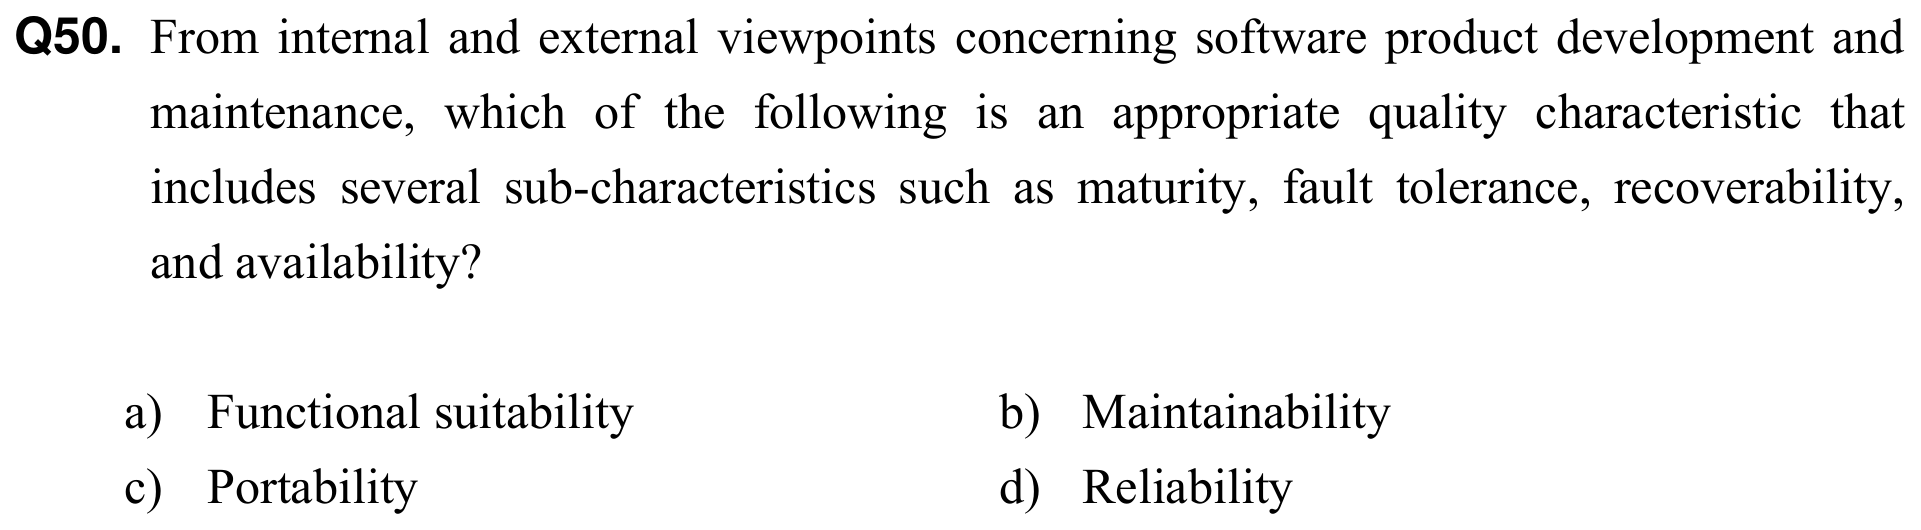 Q50. From internal and external viewpoints concerning software product development and
maintenance, which of the following is an appropriate quality characteristic that
includes several sub-characteristics such as maturity, fault tolerance, recoverability,
and availability?
a) Functional suitability b) Maintainability
c) Portability d) Reliability